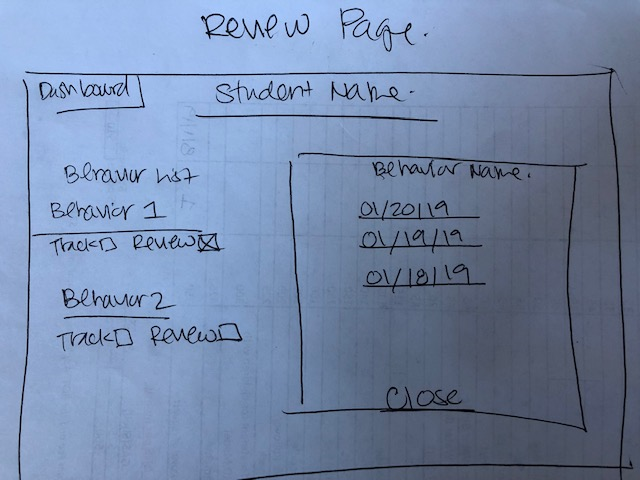 Review Page.
Dashboard
Student Name.
Behavior List
Behavior 1
Track Review
Behavior 2
Track Review
Behavior Name.
01/20/19
01/19/19
01/18/19
Close